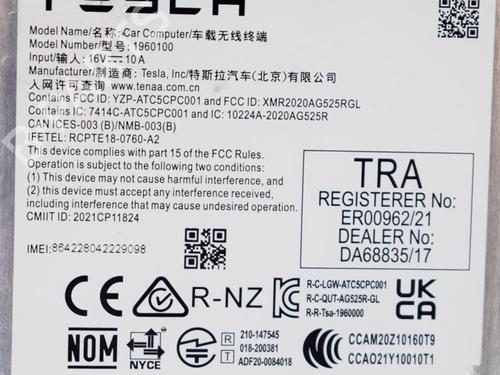 TESLA
Model Name/名称: Car Computer/车载无线终端
Model Number/型号: 1960100
Input/输入: 16V⎓10A
Manufacturer/制造商: Tesla, Inc/特斯拉汽车(北京)有限公
入网许可查询 www.tenaa.com.cn
Contains FCC ID: YZP-ATC5CPC001 and FCC ID: XMR2020AG525RGL
Contains IC: 7414C-ATC5CPC001 and IC: 10224A-2020AG525R
CAN ICES-003 (B)/NMB-003(B)
IFETEL: RCPTE18-0760-A2
This device complies with part 15 of the FCC Rules.
Operation is subject to the following two conditions:
(1) This device may not cause harmful interference, and
(2) this device must accept any interference received,
including interference that may cause undesired operation.
CMIIT ID: 2021CP11824
TRA
REGISTERER No:
ER00962/21
DEALER No:
DA68835/17
IMEI:864228042229098
CE
R-NZ
R-C-LGW-ATC5CPC001
R-C-QUT-AG525R-GL
R-R-Tsa-1960000
UK
CA
NOM
NYCE
R 210-147545
018-200381
T ADF20-0084018
CCAM20Z10160T9
CCAO21Y10010T1